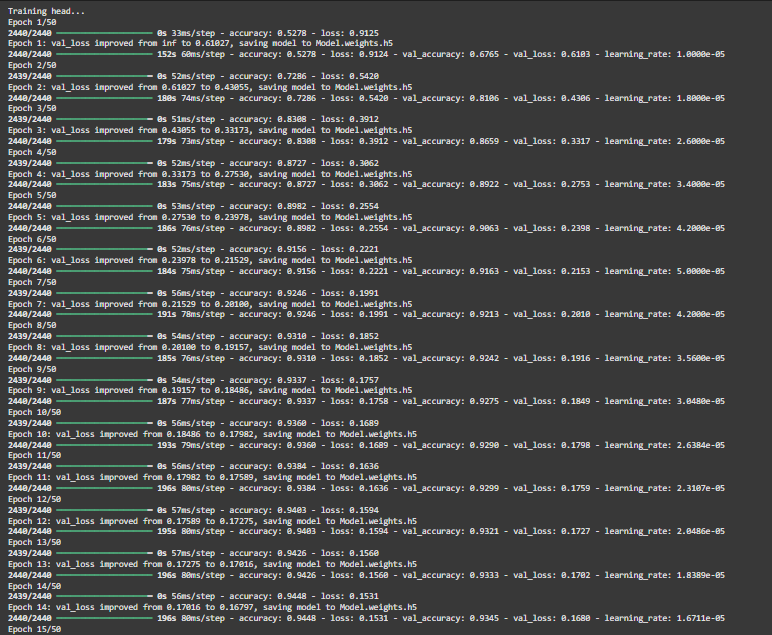 Training head...
Epoch 1/50
2440/2440 0s 33ms/step - accuracy: 0.5278 - loss: 0.9125
Epoch 1: val_loss improved from inf to 0.61027, saving model to Model.weights.h5
2440/2440 152s 60ms/step - accuracy: 0.5278 - loss: 0.9124 - val_accuracy: 0.6765 - val_loss: 0.6103 - learning_rate: 1.0000e-05
Epoch 2/50
2439/2440 0s 52ms/step - accuracy: 0.7286 - loss: 0.5420
Epoch 2: val_loss improved from 0.61027 to 0.43055, saving model to Model.weights.h5
2440/2440 180s 74ms/step - accuracy: 0.7286 - loss: 0.5420 - val_accuracy: 0.8106 - val_loss: 0.4306 - learning_rate: 1.8000e-05
Epoch 3/50
2439/2440 0s 51ms/step - accuracy: 0.8308 - loss: 0.3912
Epoch 3: val_loss improved from 0.43055 to 0.33173, saving model to Model.weights.h5
2440/2440 179s 73ms/step - accuracy: 0.8308 - loss: 0.3912 - val_accuracy: 0.8659 - val_loss: 0.3317 - learning_rate: 2.6000e-05
Epoch 4/50
2439/2440 0s 52ms/step - accuracy: 0.8727 - loss: 0.3062
Epoch 4: val_loss improved from 0.33173 to 0.27530, saving model to Model.weights.h5
2440/2440 183s 75ms/step - accuracy: 0.8727 - loss: 0.3062 - val_accuracy: 0.8922 - val_loss: 0.2753 - learning_rate: 3.4000e-05
Epoch 5/50
2439/2440 0s 53ms/step - accuracy: 0.8982 - loss: 0.2554
Epoch 5: val_loss improved from 0.27530 to 0.23978, saving model to Model.weights.h5
2440/2440 186s 76ms/step - accuracy: 0.8982 - loss: 0.2554 - val_accuracy: 0.9063 - val_loss: 0.2398 - learning_rate: 4.2000e-05
Epoch 6/50
2439/2440 0s 52ms/step - accuracy: 0.9156 - loss: 0.2221
Epoch 6: val_loss improved from 0.23978 to 0.21529, saving model to Model.weights.h5
2440/2440 184s 75ms/step - accuracy: 0.9156 - loss: 0.2221 - val_accuracy: 0.9163 - val_loss: 0.2153 - learning_rate: 5.0000e-05
Epoch 7/50
2439/2440 0s 56ms/step - accuracy: 0.9246 - loss: 0.1991
Epoch 7: val_loss improved from 0.21529 to 0.20100, saving model to Model.weights.h5
2440/2440 191s 78ms/step - accuracy: 0.9246 - loss: 0.1991 - val_accuracy: 0.9213 - val_loss: 0.2010 - learning_rate: 4.2000e-05
Epoch 8/50
2439/2440 0s 54ms/step - accuracy: 0.9310 - loss: 0.1852
Epoch 8: val_loss improved from 0.20100 to 0.19157, saving model to Model.weights.h5
2440/2440 185s 76ms/step - accuracy: 0.9310 - loss: 0.1852 - val_accuracy: 0.9242 - val_loss: 0.1916 - learning_rate: 3.5600e-05
Epoch 9/50
2439/2440 0s 54ms/step - accuracy: 0.9337 - loss: 0.1757
Epoch 9: val_loss improved from 0.19157 to 0.18486, saving model to Model.weights.h5
2440/2440 187s 77ms/step - accuracy: 0.9337 - loss: 0.1758 - val_accuracy: 0.9275 - val_loss: 0.1849 - learning_rate: 3.0480e-05
Epoch 10/50
2439/2440 0s 56ms/step - accuracy: 0.9360 - loss: 0.1689
Epoch 10: val_loss improved from 0.18486 to 0.17982, saving model to Model.weights.h5
2440/2440 193s 79ms/step - accuracy: 0.9360 - loss: 0.1689 - val_accuracy: 0.9290 - val_loss: 0.1798 - learning_rate: 2.6384e-05
Epoch 11/50
2439/2440 0s 56ms/step - accuracy: 0.9384 - loss: 0.1636
Epoch 11: val_loss improved from 0.17982 to 0.17589, saving model to Model.weights.h5
2440/2440 196s 80ms/step - accuracy: 0.9384 - loss: 0.1636 - val_accuracy: 0.9299 - val_loss: 0.1759 - learning_rate: 2.3107e-05
Epoch 12/50
2439/2440 0s 57ms/step - accuracy: 0.9403 - loss: 0.1594
Epoch 12: val_loss improved from 0.17589 to 0.17275, saving model to Model.weights.h5
2440/2440 195s 80ms/step - accuracy: 0.9403 - loss: 0.1594 - val_accuracy: 0.9321 - val_loss: 0.1727 - learning_rate: 2.0486e-05
Epoch 13/50
2439/2440 0s 57ms/step - accuracy: 0.9426 - loss: 0.1560
Epoch 13: val_loss improved from 0.17275 to 0.17016, saving model to Model.weights.h5
2440/2440 196s 80ms/step - accuracy: 0.9426 - loss: 0.1560 - val_accuracy: 0.9333 - val_loss: 0.1702 - learning_rate: 1.8389e-05
Epoch 14/50
2439/2440 0s 56ms/step - accuracy: 0.9448 - loss: 0.1531
Epoch 14: val_loss improved from 0.17016 to 0.16797, saving model to Model.weights.h5
2440/2440 196s 80ms/step - accuracy: 0.9448 - loss: 0.1531 - val_accuracy: 0.9345 - val_loss: 0.1680 - learning_rate: 1.6711e-05
Epoch 15/50